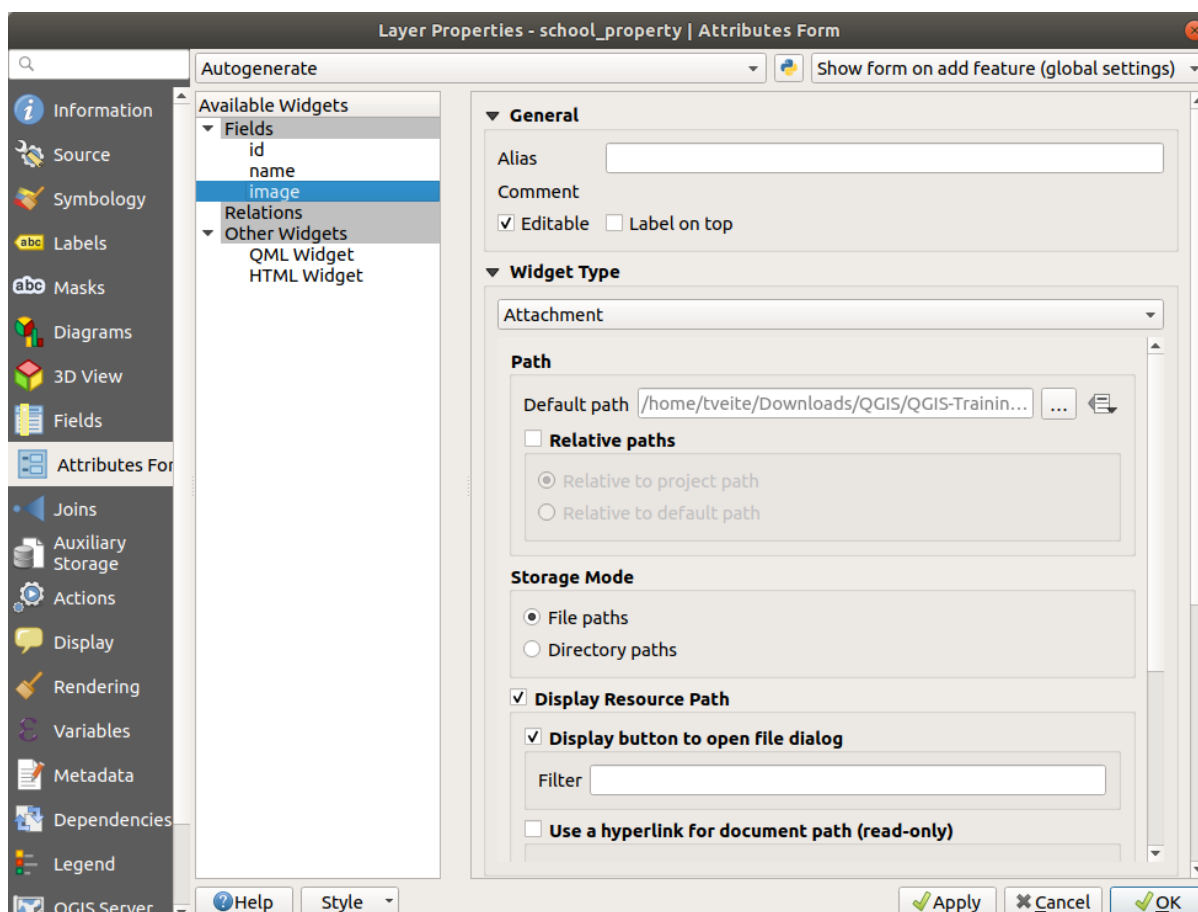 Layer Properties - school_property | Attributes Form
Autogenerate
Show form on add feature (global settings)
Information
Source
Symbology
abc Labels
abc Masks
Diagrams
3D View
Fields
Attributes For
Joins
Auxiliary
Storage
Actions
Display
Rendering
Variables
Metadata
Dependencies
Legend
QGIS Server
Available Widgets
Fields
id
name
image
Relations
Other Widgets
QML Widget
HTML Widget
General
Alias
Comment
Editable Label on top
Widget Type
Attachment
Path
Default path /home/tveite/Downloads/QGIS/QGIS-Trainin... ...
Relative paths
Relative to project path
Relative to default path
Storage Mode
File paths
Directory paths
Display Resource Path
Display button to open file dialog
Filter
Use a hyperlink for document path (read-only)
Help Style Apply Cancel OK